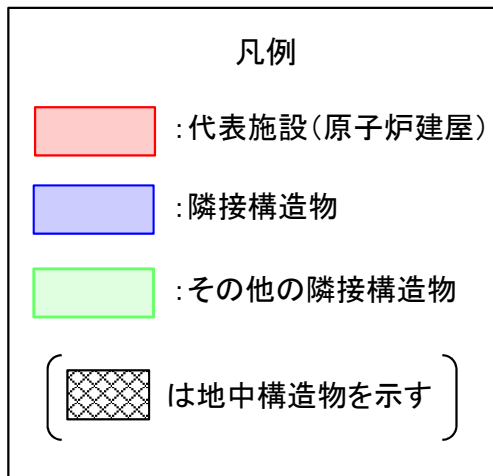 凡例
：代表施設（原子炉建屋）
：隣接構造物
：その他の隣接構造物
は地中構造物を示す